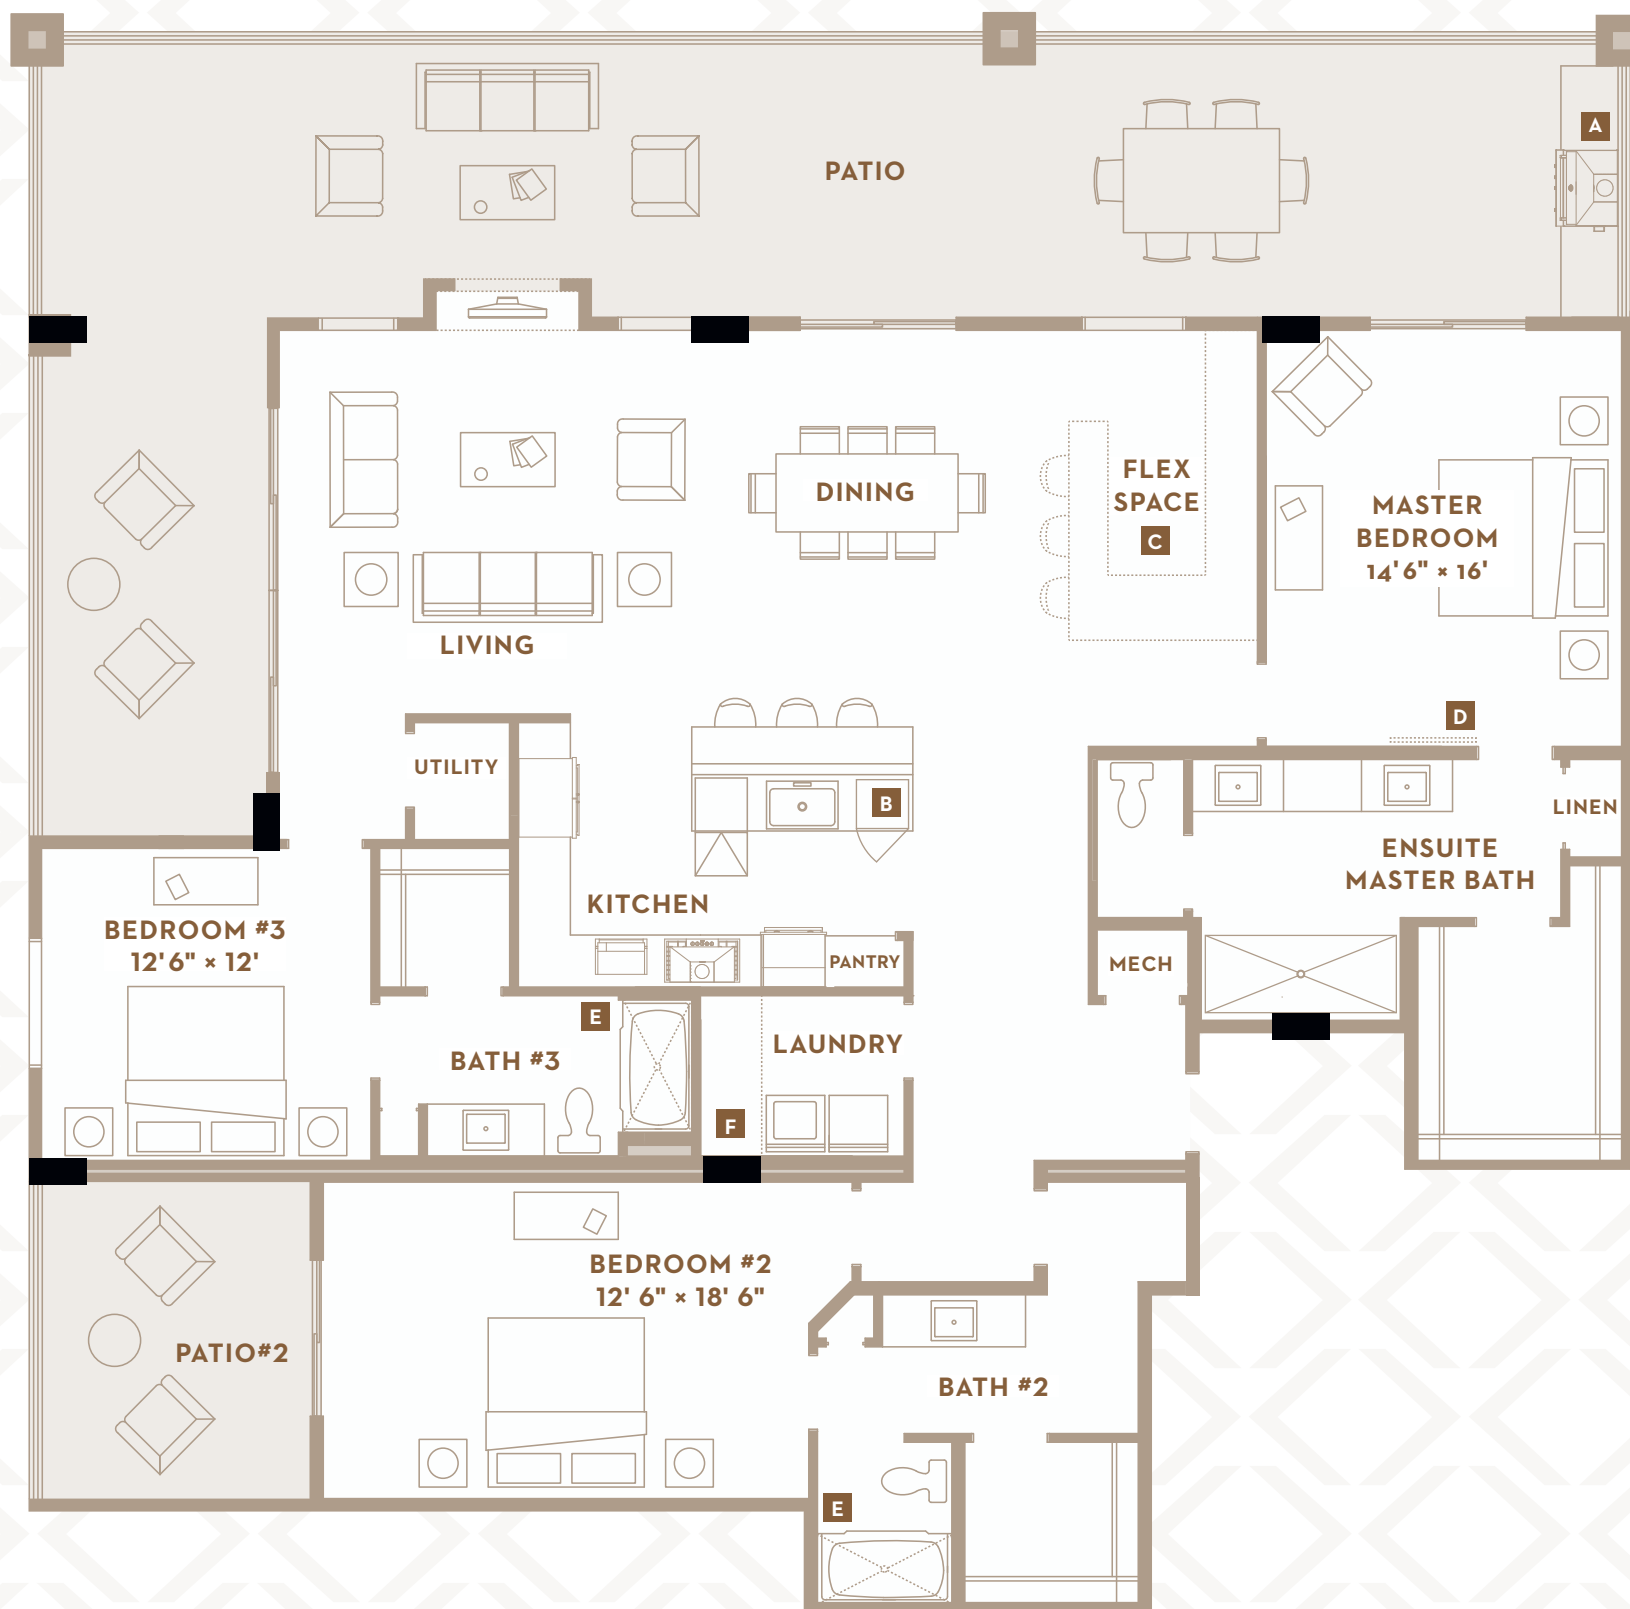 A
PATIO
FLEX
SPACE
C
DINING
MASTER
BEDROOM
14'6" × 16'
LIVING
D
UTILITY
B
LINEN
ENSUITE
MASTER BATH
KITCHEN
BEDROOM #3
12'6" × 12'
PANTRY
MECH
E
LAUNDRY
BATH #3
F
BEDROOM #2
12' 6" × 18' 6"
PATIO#2
BATH #2
E